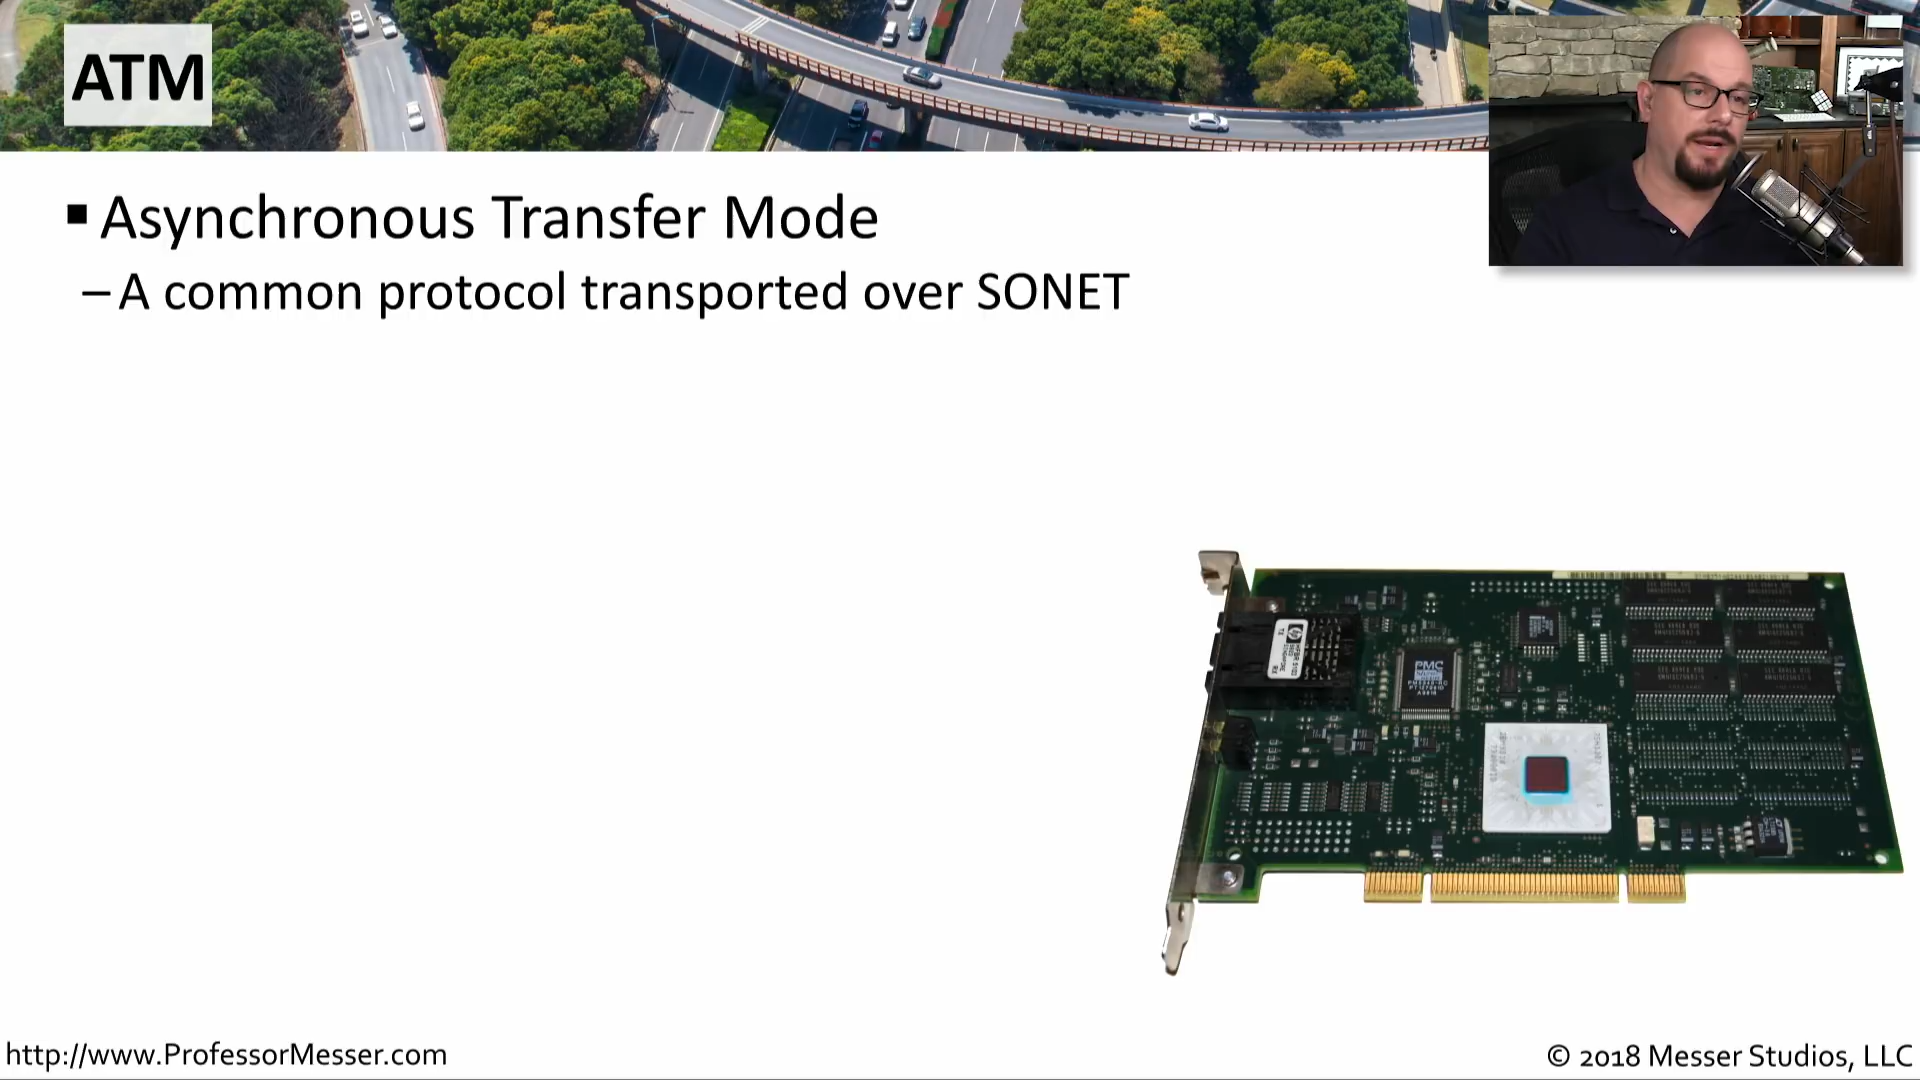 ATM
▪ Asynchronous Transfer Mode
– A common protocol transported over SONET
PMC
http://www.ProfessorMesser.com
© 2018 Messer Studios, LLC